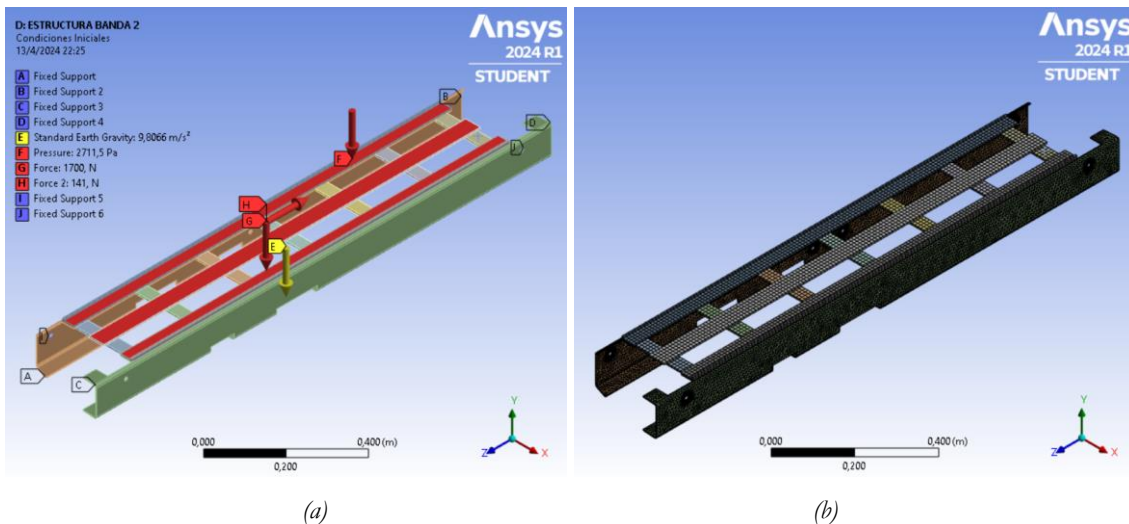 D: ESTRUCTURA BANDA 2
Condiciones Iniciales
13/4/2024 22:25
A Fixed Support
B Fixed Support 2
C Fixed Support 3
D Fixed Support 4
E Standard Earth Gravity: 9,8066 m/s²
F Pressure: 2711,5 Pa
G Force: 1700, N
H Force 2: 141, N
I Fixed Support 5
J Fixed Support 6
Ansys
2024 R1
STUDENT
B
D
J
F
H
G
E
A
C
0,000
0,400 (m)
0,200
Y
Z
X
(a)
Ansys
2024 R1
STUDENT
0,000
0,400 (m)
0,200
Y
Z
X
(b)